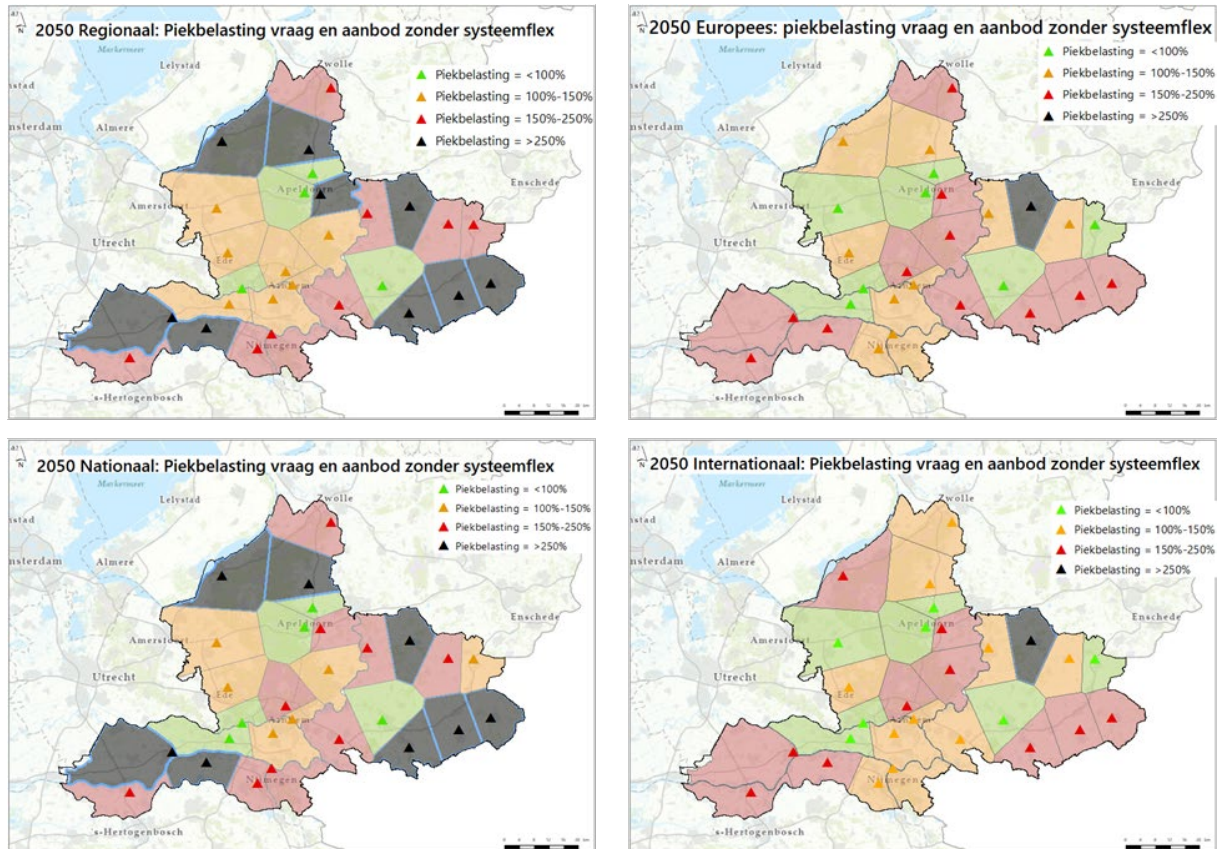 2050 Regionaal: Piekbelasting vraag en aanbod zonder systeemflex
N
Markermeer
Lelystad
Zwolle
Piekbelasting = <100%
Piekbelasting = 100%-150%
Piekbelasting = 150%-250%
Piekbelasting = >250%
Almere
Enschede
Apeldoorn
Amersfoort
Utrecht
Ede
Arnhem
Nijmegen
s-Hertogenbosch
2050 Europees: piekbelasting vraag en aanbod zonder systeemflex
N
Markermeer
Lelystad
Zwolle
Piekbelasting = <100%
Piekbelasting = 100%-150%
Piekbelasting = 150%-250%
Piekbelasting = >250%
Almere
Enschede
Apeldoorn
Amersfoort
Utrecht
Ede
Arnhem
Nijmegen
s-Hertogenbosch
2050 Nationaal: Piekbelasting vraag en aanbod zonder systeemflex
N
Markermeer
Lelystad
Zwolle
Piekbelasting = <100%
Piekbelasting = 100%-150%
Piekbelasting = 150%-250%
Piekbelasting = >250%
Almere
Enschede
Apeldoorn
Amersfoort
Utrecht
Ede
Arnhem
Nijmegen
s-Hertogenbosch
2050 Internationaal: Piekbelasting vraag en aanbod zonder systeemflex
N
Markermeer
Lelystad
Zwolle
Piekbelasting = <100%
Piekbelasting = 100%-150%
Piekbelasting = 150%-250%
Piekbelasting = >250%
Almere
Enschede
Apeldoorn
Amersfoort
Utrecht
Ede
Arnhem
Nijmegen
s-Hertogenbosch